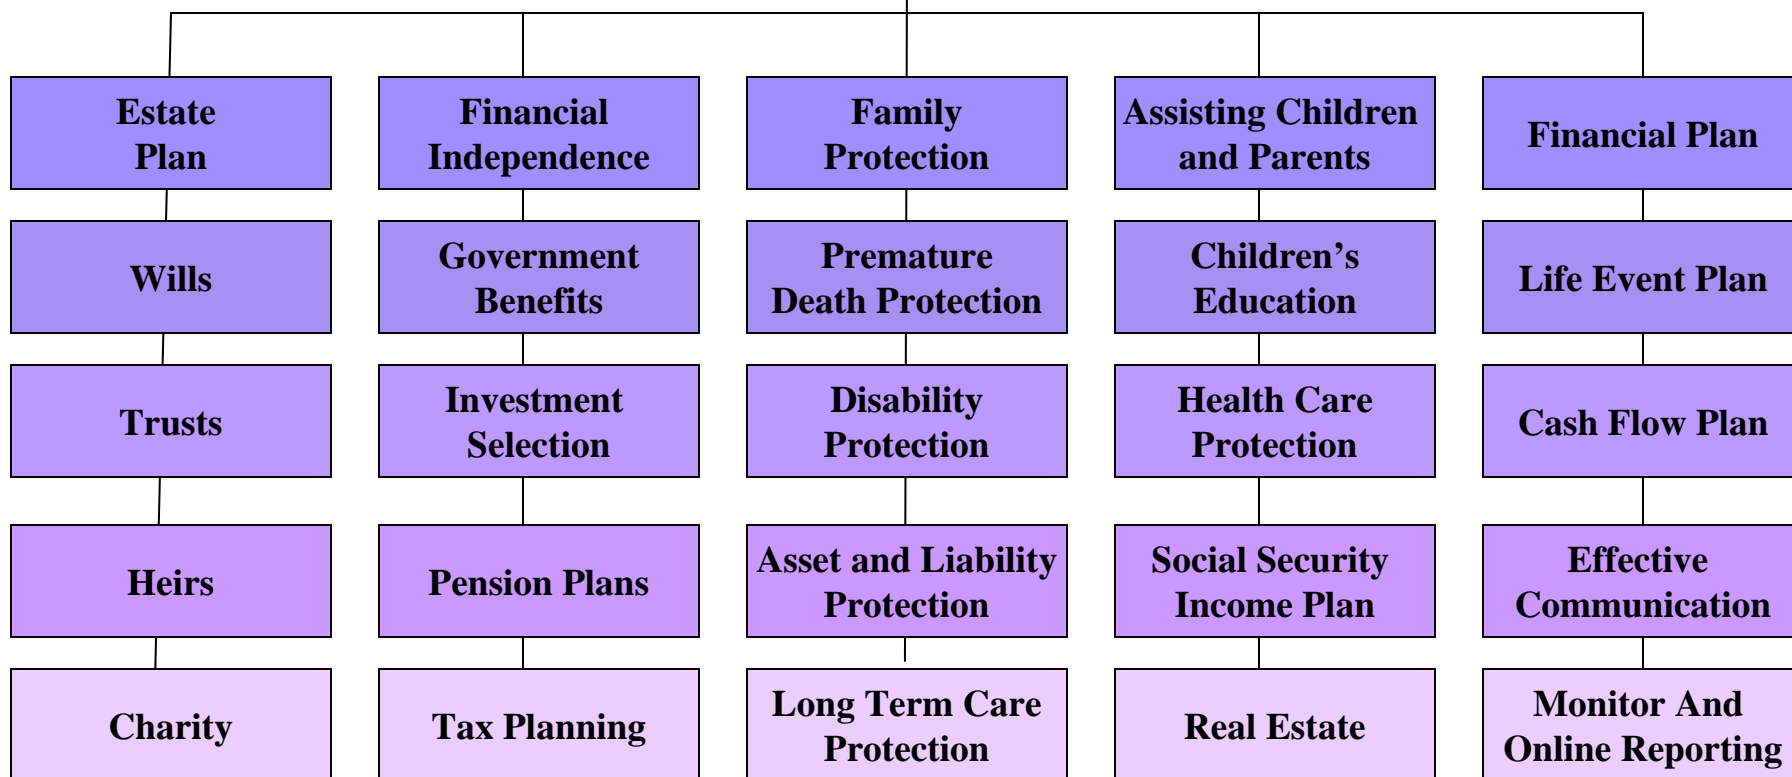 Estate
Plan
Financial
Independence
Family
Protection
Assisting Children
and Parents
Financial Plan
Wills
Government
Benefits
Premature
Death Protection
Children’s
Education
Life Event Plan
Trusts
Investment
Selection
Disability
Protection
Health Care
Protection
Cash Flow Plan
Heirs
Pension Plans
Asset and Liability
Protection
Social Security
Income Plan
Effective
Communication
Charity
Tax Planning
Long Term Care
Protection
Real Estate
Monitor And
Online Reporting